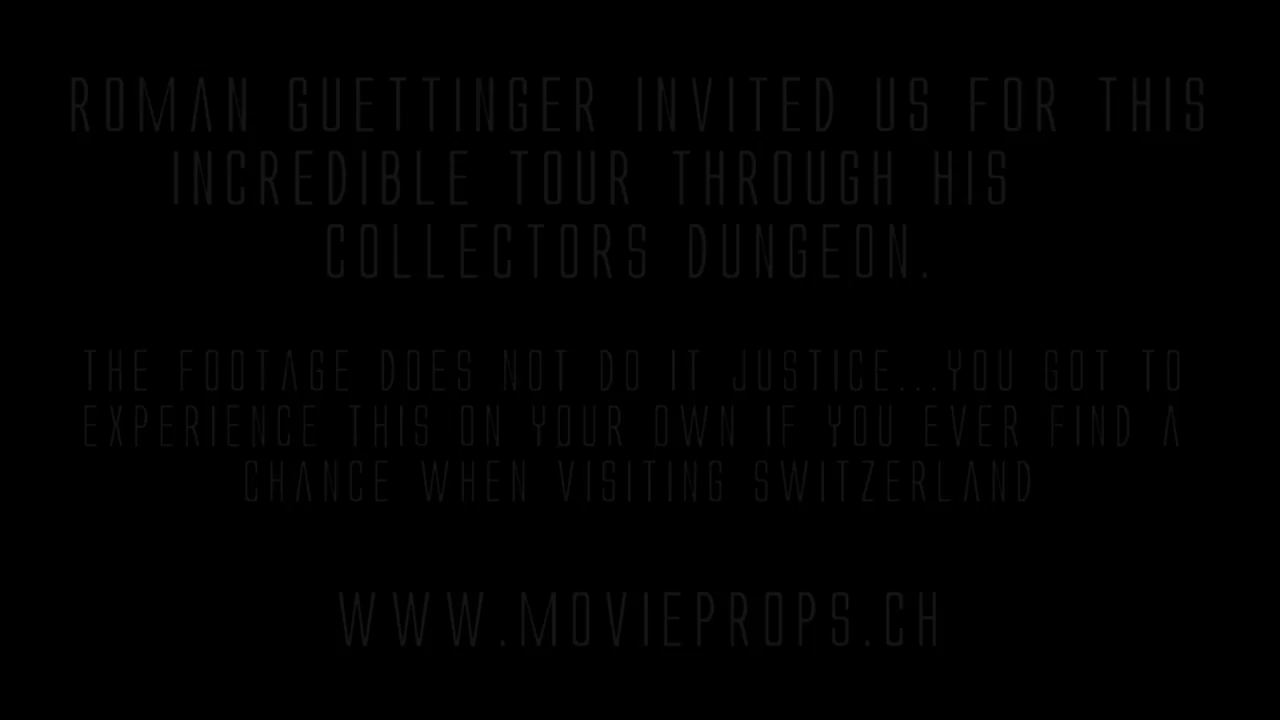 ROMAN GUETTINGER INVITED US FOR THIS
INCREDIBLE TOUR THROUGH HIS
COLLECTORS DUNGEON.
THE FOOTAGE DOES NOT DO IT JUSTICE...YOU GOT TO
EXPERIENCE THIS ON YOUR OWN IF YOU EVER FIND A
CHANCE WHEN VISITING SWITZERLAND
WWW.MOVIEPROPS.CH